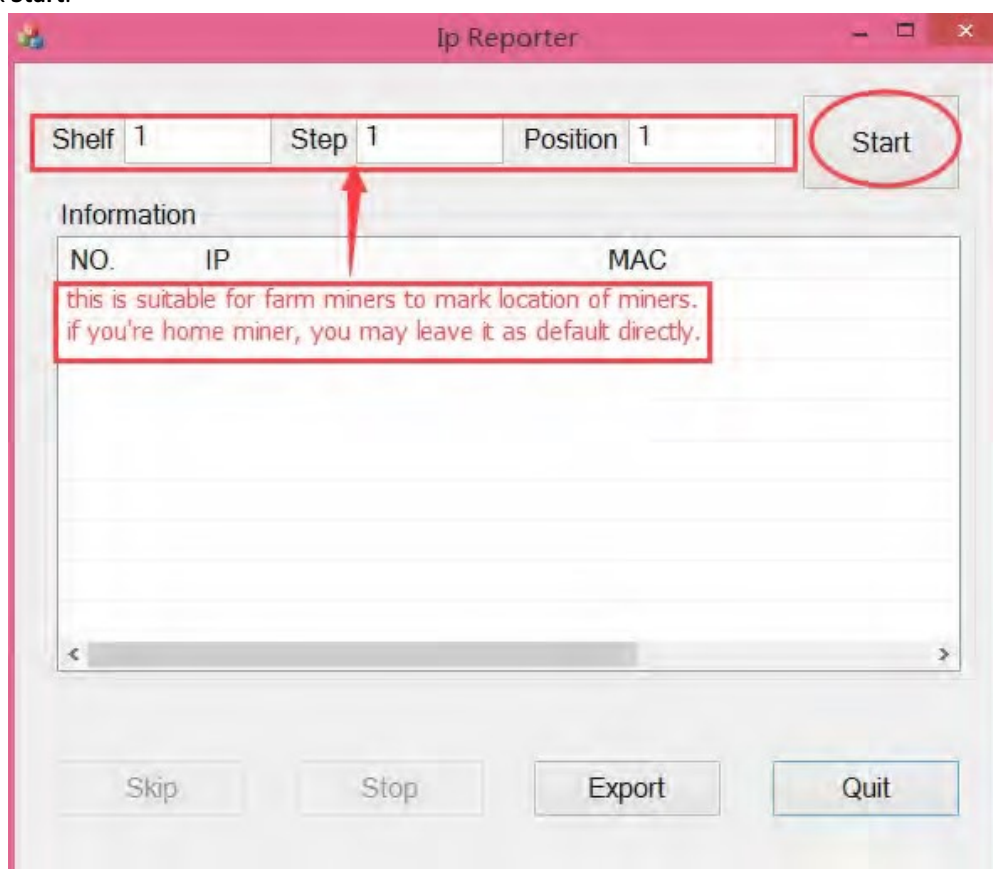 Start.
Ip Reporter
Shelf 1 Step 1 Position 1 Start
Information
NO. IP MAC
this is suitable for farm miners to mark location of miners.
if you're home miner, you may leave it as default directly.
Skip Stop Export Quit